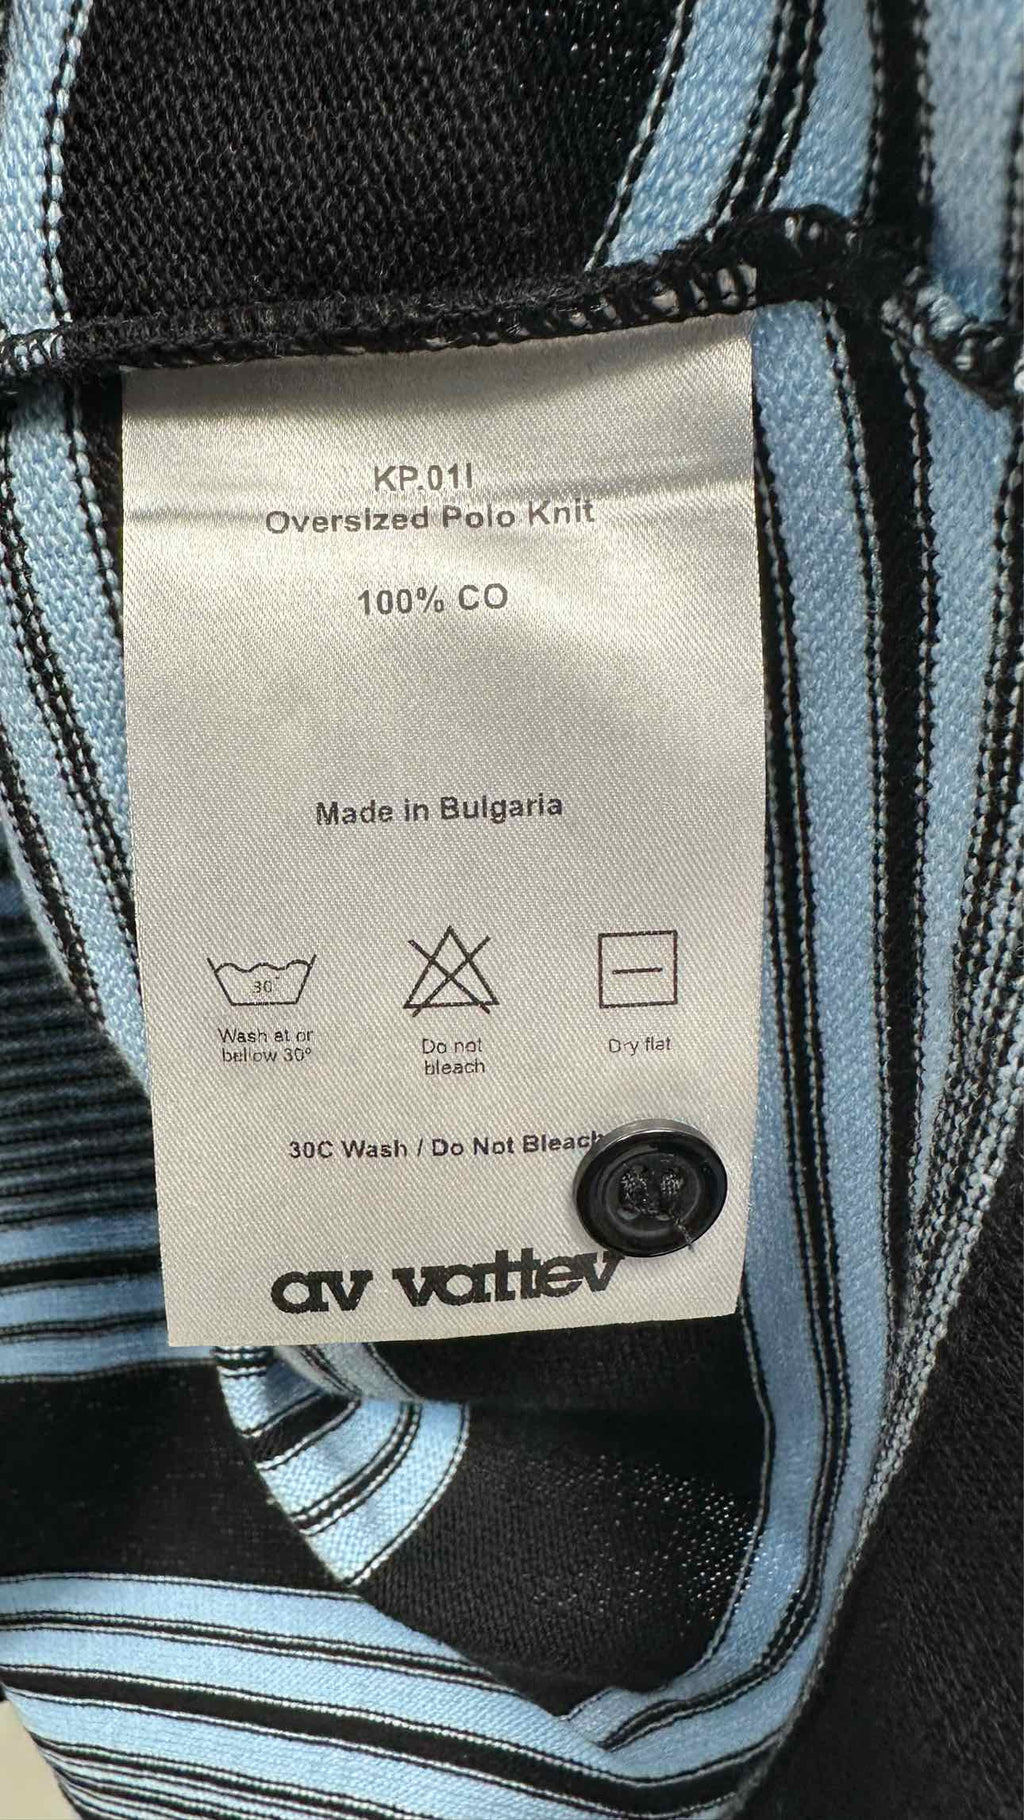 KP.01I
Oversized Polo Knit
100% CO
Made in Bulgaria
30°
Wash at or
bellow 30º
Do not
bleach
Dry flat
30C Wash / Do Not Bleach
av vattev